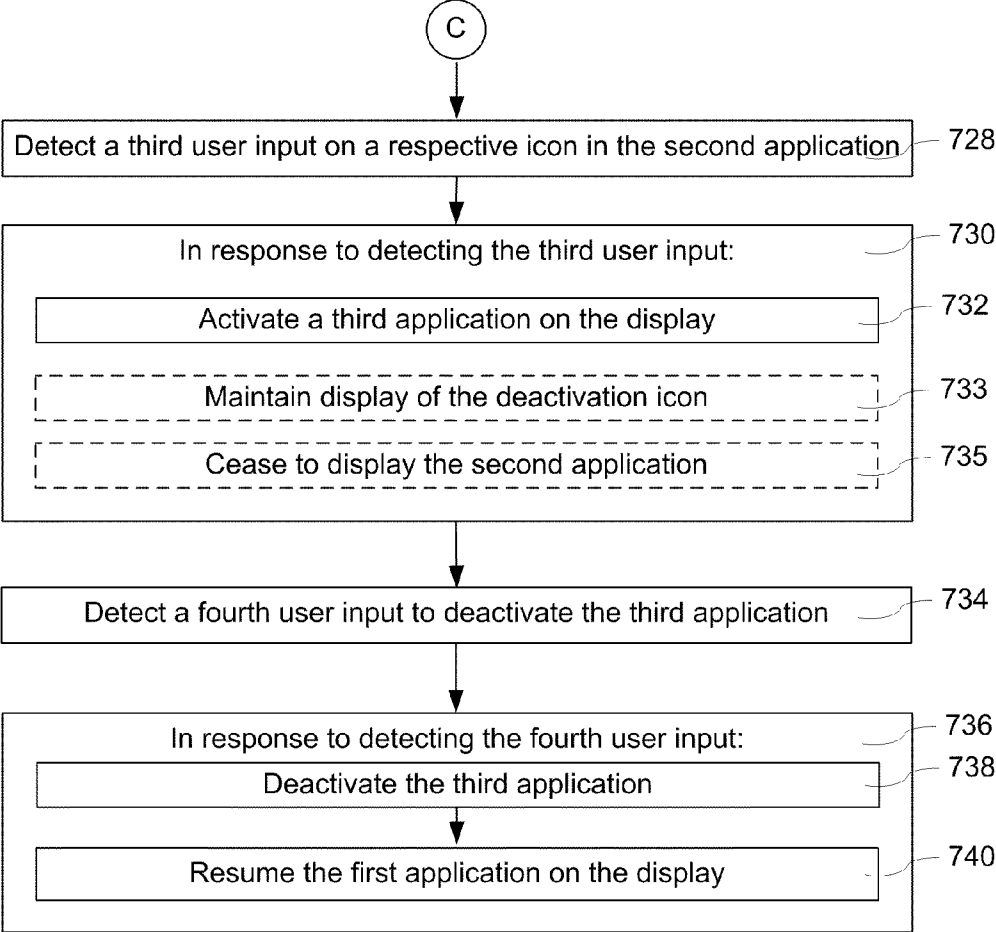 C
Detect a third user input on a respective icon in the second application
728
In response to detecting the third user input:
730
Activate a third application on the display
732
Maintain display of the deactivation icon
733
Cease to display the second application
735
Detect a fourth user input to deactivate the third application
734
In response to detecting the fourth user input:
736
Deactivate the third application
738
Resume the first application on the display
740